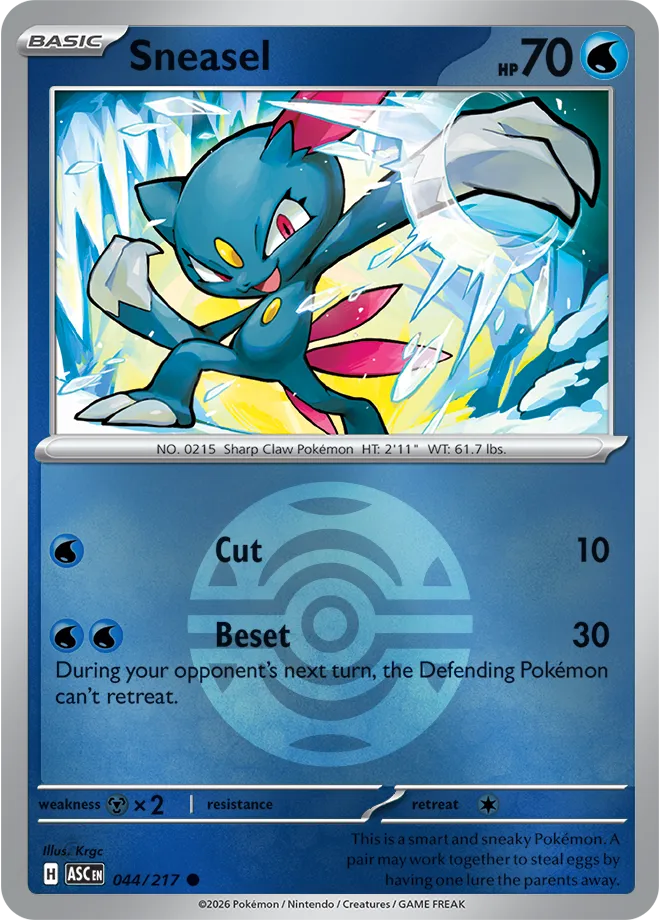 BASIC
Sneasel
HP 70
NO. 0215 Sharp Claw Pokémon HT: 2'11" WT: 61.7 lbs.
Cut 10
Beset 30
During your opponent's next turn, the Defending Pokémon
can't retreat.
weakness ×2 resistance retreat
Illus. Krgc
This is a smart and sneaky Pokémon. A
pair may work together to steal eggs by
having one lure the parents away.
H ASC EN 044/217
©2026 Pokémon / Nintendo / Creatures / GAME FREAK